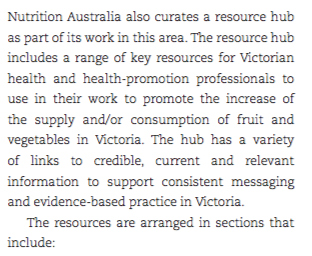 Nutrition Australia also curates a resource hub
as part of its work in this area. The resource hub
includes a range of key resources for Victorian
health and health-promotion professionals to
use in their work to promote the increase of
the supply and/or consumption of fruit and
vegetables in Victoria. The hub has a variety
of links to credible, current and relevant
information to support consistent messaging
and evidence-based practice in Victoria.
The resources are arranged in sections that
include: